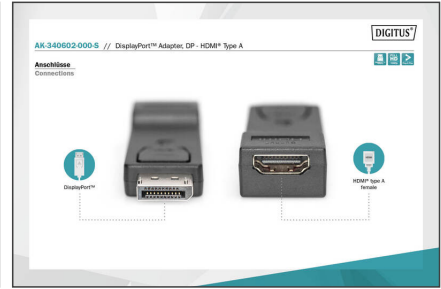 DIGITUS®
AK-340602-000-S // DisplayPort™ Adapter, DP - HDMI® Type A
Anschlüsse
Connections
DisplayPort™
HDMI® type A
female